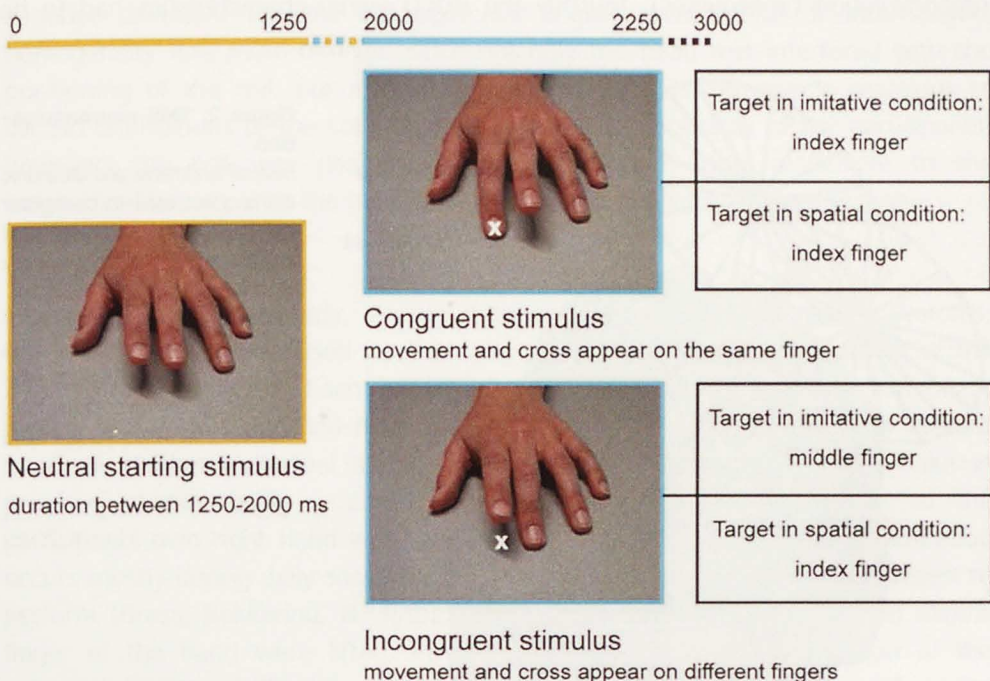 0 1250 2000 2250 3000
X
Target in imitative condition:
index finger
Target in spatial condition:
index finger
Congruent stimulus
movement and cross appear on the same finger
Neutral starting stimulus
duration between 1250-2000 ms
X
Target in imitative condition:
middle finger
Target in spatial condition:
index finger
Incongruent stimulus
movement and cross appear on different fingers